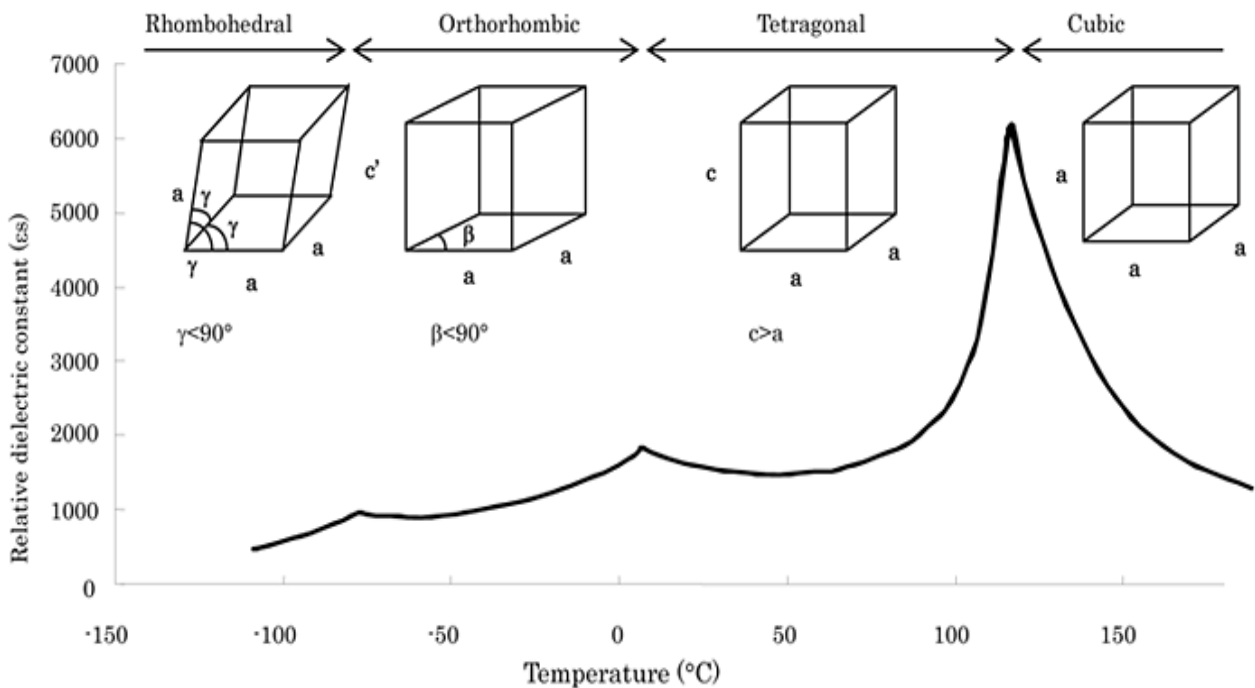 Rhombohedral Orthorhombic Tetragonal Cubic
7000
6000
5000
4000
3000
2000
1000
0
Relative dielectric constant (εs)
a γ γ γ a a
γ<90°
c' β a a
β<90°
c a a
c>a
a a a
-150 -100 -50 0 50 100 150
Temperature (°C)